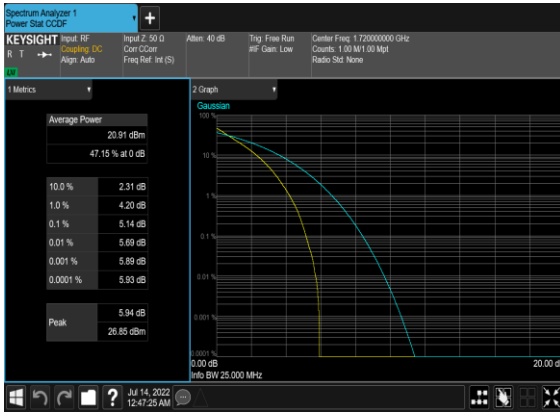 Spectrum Analyzer 1
Power Stat CCDF
KEYSIGHT
R T
LV
Input: RF
Coupling: DC
Align: Auto
Input Z: 50 Ω
Corr CCorr
Freq Ref: Int (S)
Atten: 40 dB
Trig: Free Run
#IF Gain: Low
Center Freq: 1.720000000 GHz
Counts: 1.00 M/1.00 Mpt
Radio Std: None
1 Metrics
Average Power
20.91 dBm
47.15 % at 0 dB
10.0 % 2.31 dB
1.0 % 4.20 dB
0.1 % 5.14 dB
0.01 % 5.69 dB
0.001 % 5.89 dB
0.0001 % 5.93 dB
Peak
5.94 dB
26.85 dBm
2 Graph
Gaussian
100 %
10 %
1 %
0.1 %
0.01 %
0.001 %
0.0001 %
0.00 dB
20.00 d
Info BW 25.000 MHz
?
Jul 14, 2022
12:47:25 AM